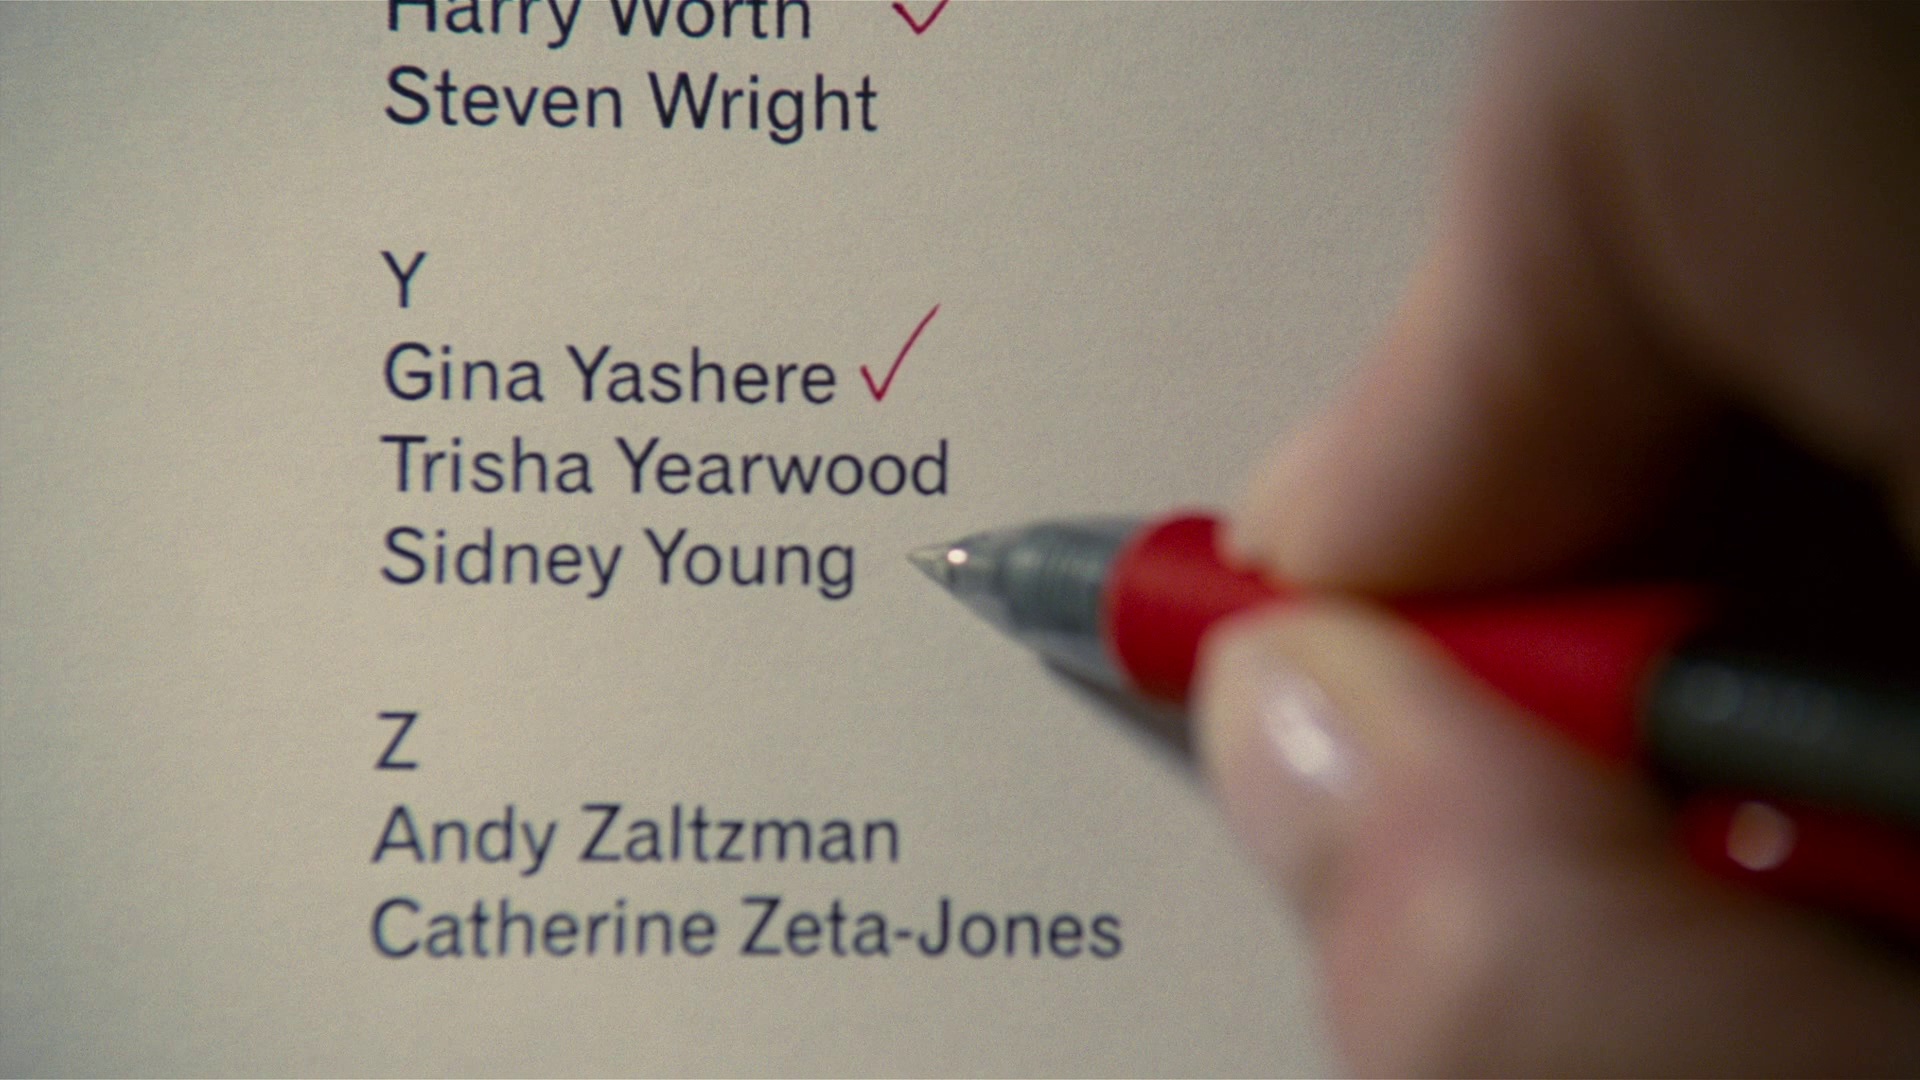 Harry Worth ✓
Steven Wright
Y
Gina Yashere ✓
Trisha Yearwood
Sidney Young
Z
Andy Zaltzman
Catherine Zeta-Jones